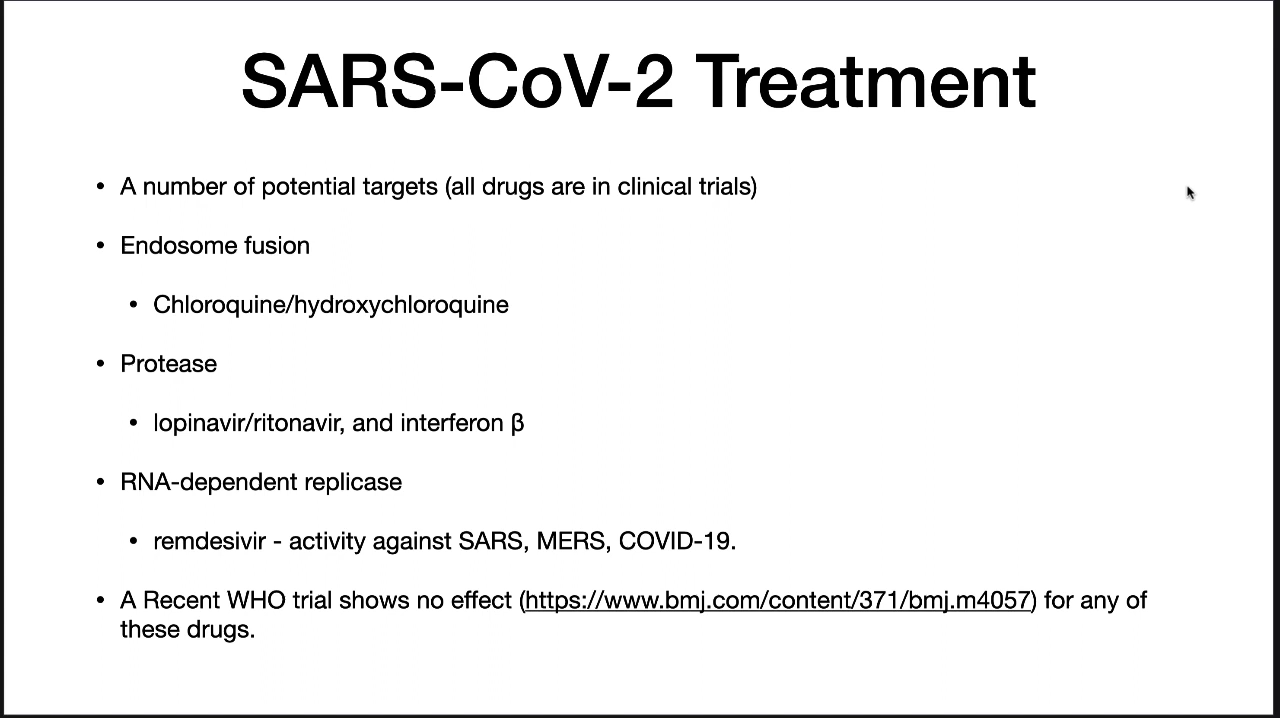 SARS-CoV-2 Treatment
• A number of potential targets (all drugs are in clinical trials)
• Endosome fusion
• Chloroquine/hydroxychloroquine
• Protease
• lopinavir/ritonavir, and interferon β
• RNA-dependent replicase
• remdesivir - activity against SARS, MERS, COVID-19.
• A Recent WHO trial shows no effect (https://www.bmj.com/content/371/bmj.m4057) for any of
these drugs.